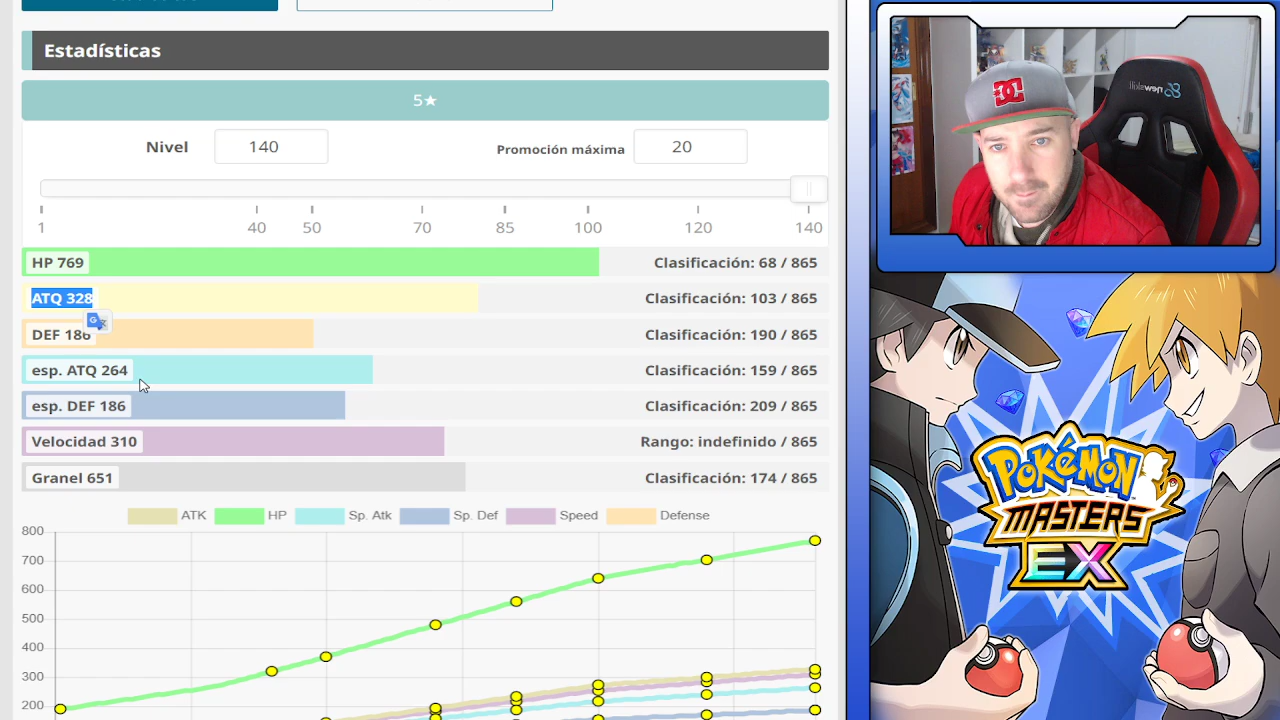 Estadísticas
5★
Nivel 140 Promoción máxima 20
1 40 50 70 85 100 120 140
HP 769 Clasificación: 68 / 865
ATQ 328 Clasificación: 103 / 865
DEF 186 Clasificación: 190 / 865
esp. ATQ 264 Clasificación: 159 / 865
esp. DEF 186 Clasificación: 209 / 865
Velocidad 310 Rango: indefinido / 865
Granel 651 Clasificación: 174 / 865
ATK HP Sp. Atk Sp. Def Speed Defense
800
700
600
500
400
300
200
DC
newskill
POKéMON
MASTERS
EX